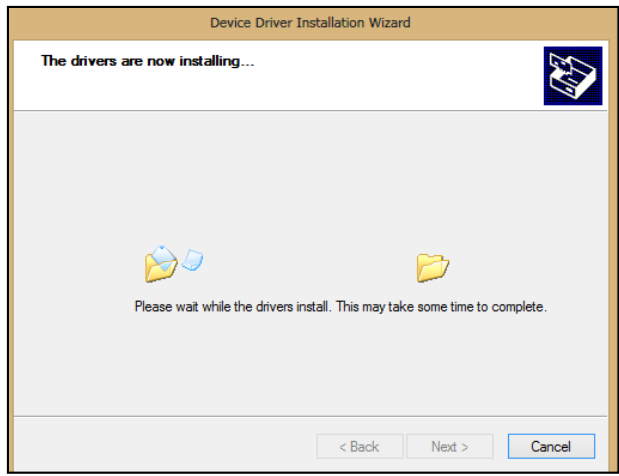 Device Driver Installation Wizard
The drivers are now installing...
Please wait while the drivers install. This may take some time to complete.
< Back Next > Cancel